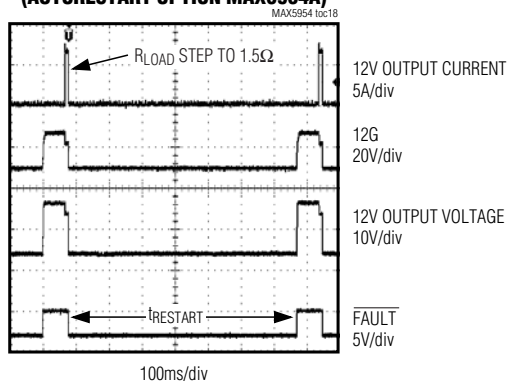 (AUTORESTART OPTION MAX5954A)
MAX5954 toc18
RLOAD STEP TO 1.5Ω
12V OUTPUT CURRENT
5A/div
12G
20V/div
12V OUTPUT VOLTAGE
10V/div
tRESTART
FAULT
5V/div
100ms/div